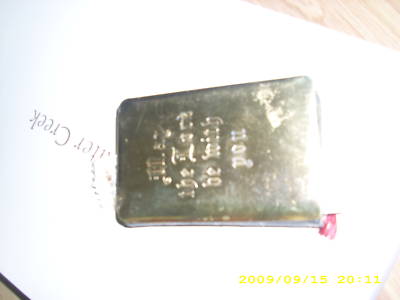 May
the Lord
be with
you
Creek
2009/09/15 20:11